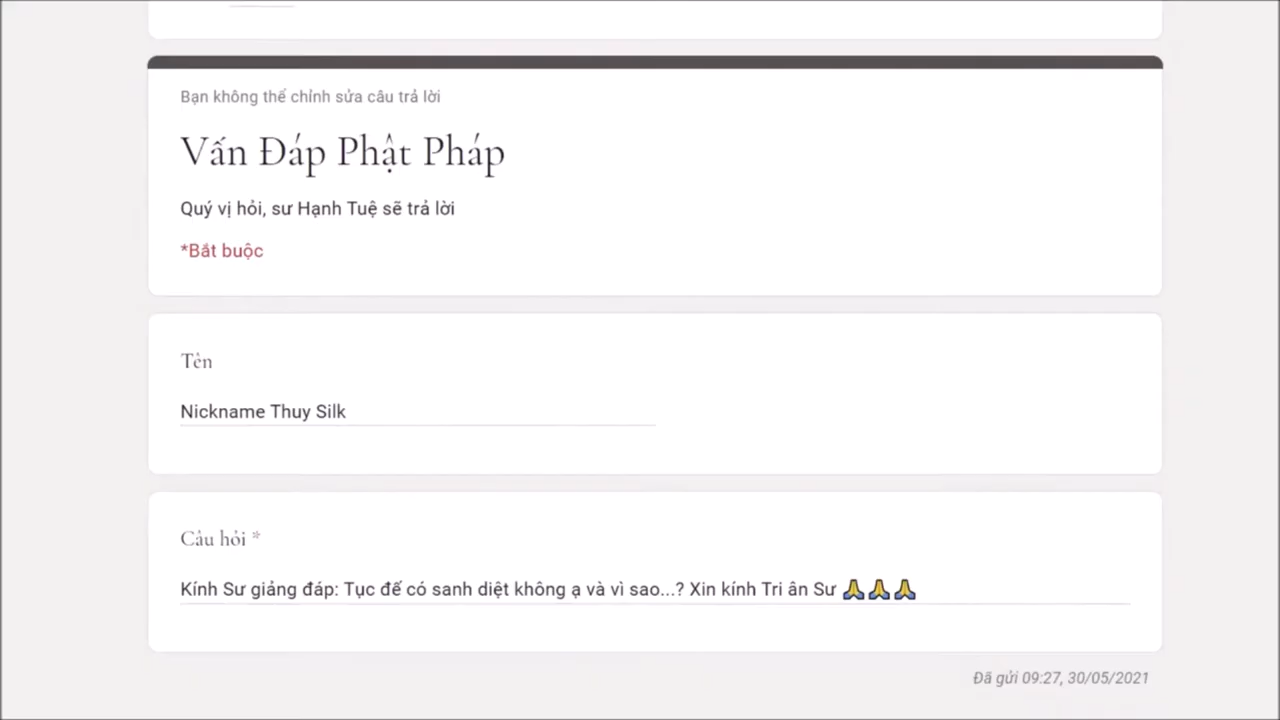 Bạn không thể chỉnh sửa câu trả lời
Vấn Đáp Phật Pháp
Quý vị hỏi, sư Hạnh Tuệ sẽ trả lời
*Bắt buộc
Tên
Nickname Thuy Silk
Câu hỏi *
Kính Sư giảng đáp: Tục đế có sanh diệt không ạ và vì sao...? Xin kính Tri ân Sư 🙏🙏🙏
Đã gửi 09:27, 30/05/2021